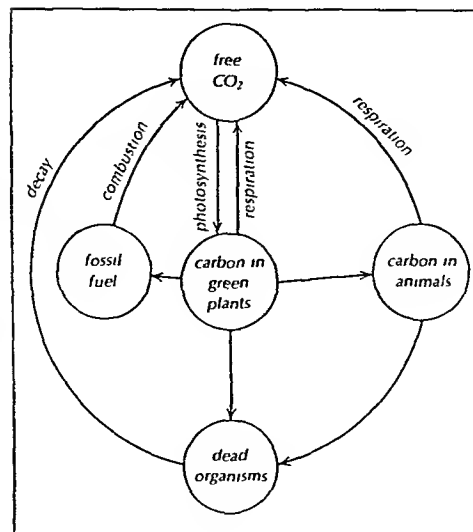 free
CO₂
respiration
combustion
photosynthesis
respiration
decay
fossil
fuel
carbon in
green
plants
carbon in
animals
dead
organisms